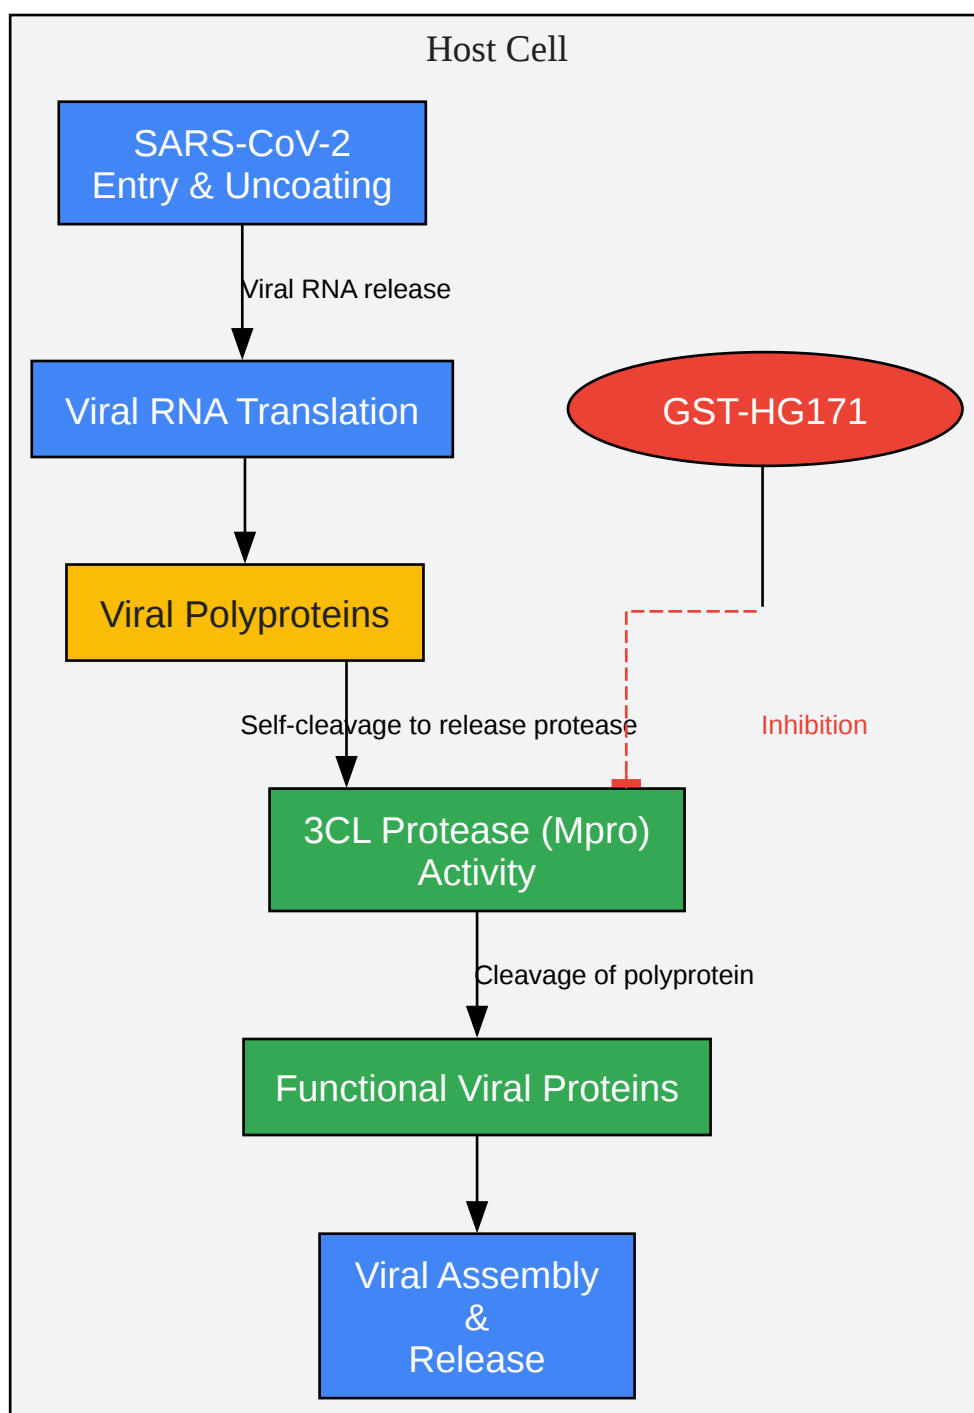 Host Cell
SARS-CoV-2
Entry & Uncoating
Viral RNA release
Viral RNA Translation
GST-HG171
Viral Polyproteins
Self-cleavage to release protease
Inhibition
3CL Protease (Mpro)
Activity
Cleavage of polyprotein
Functional Viral Proteins
Viral Assembly
&
Release